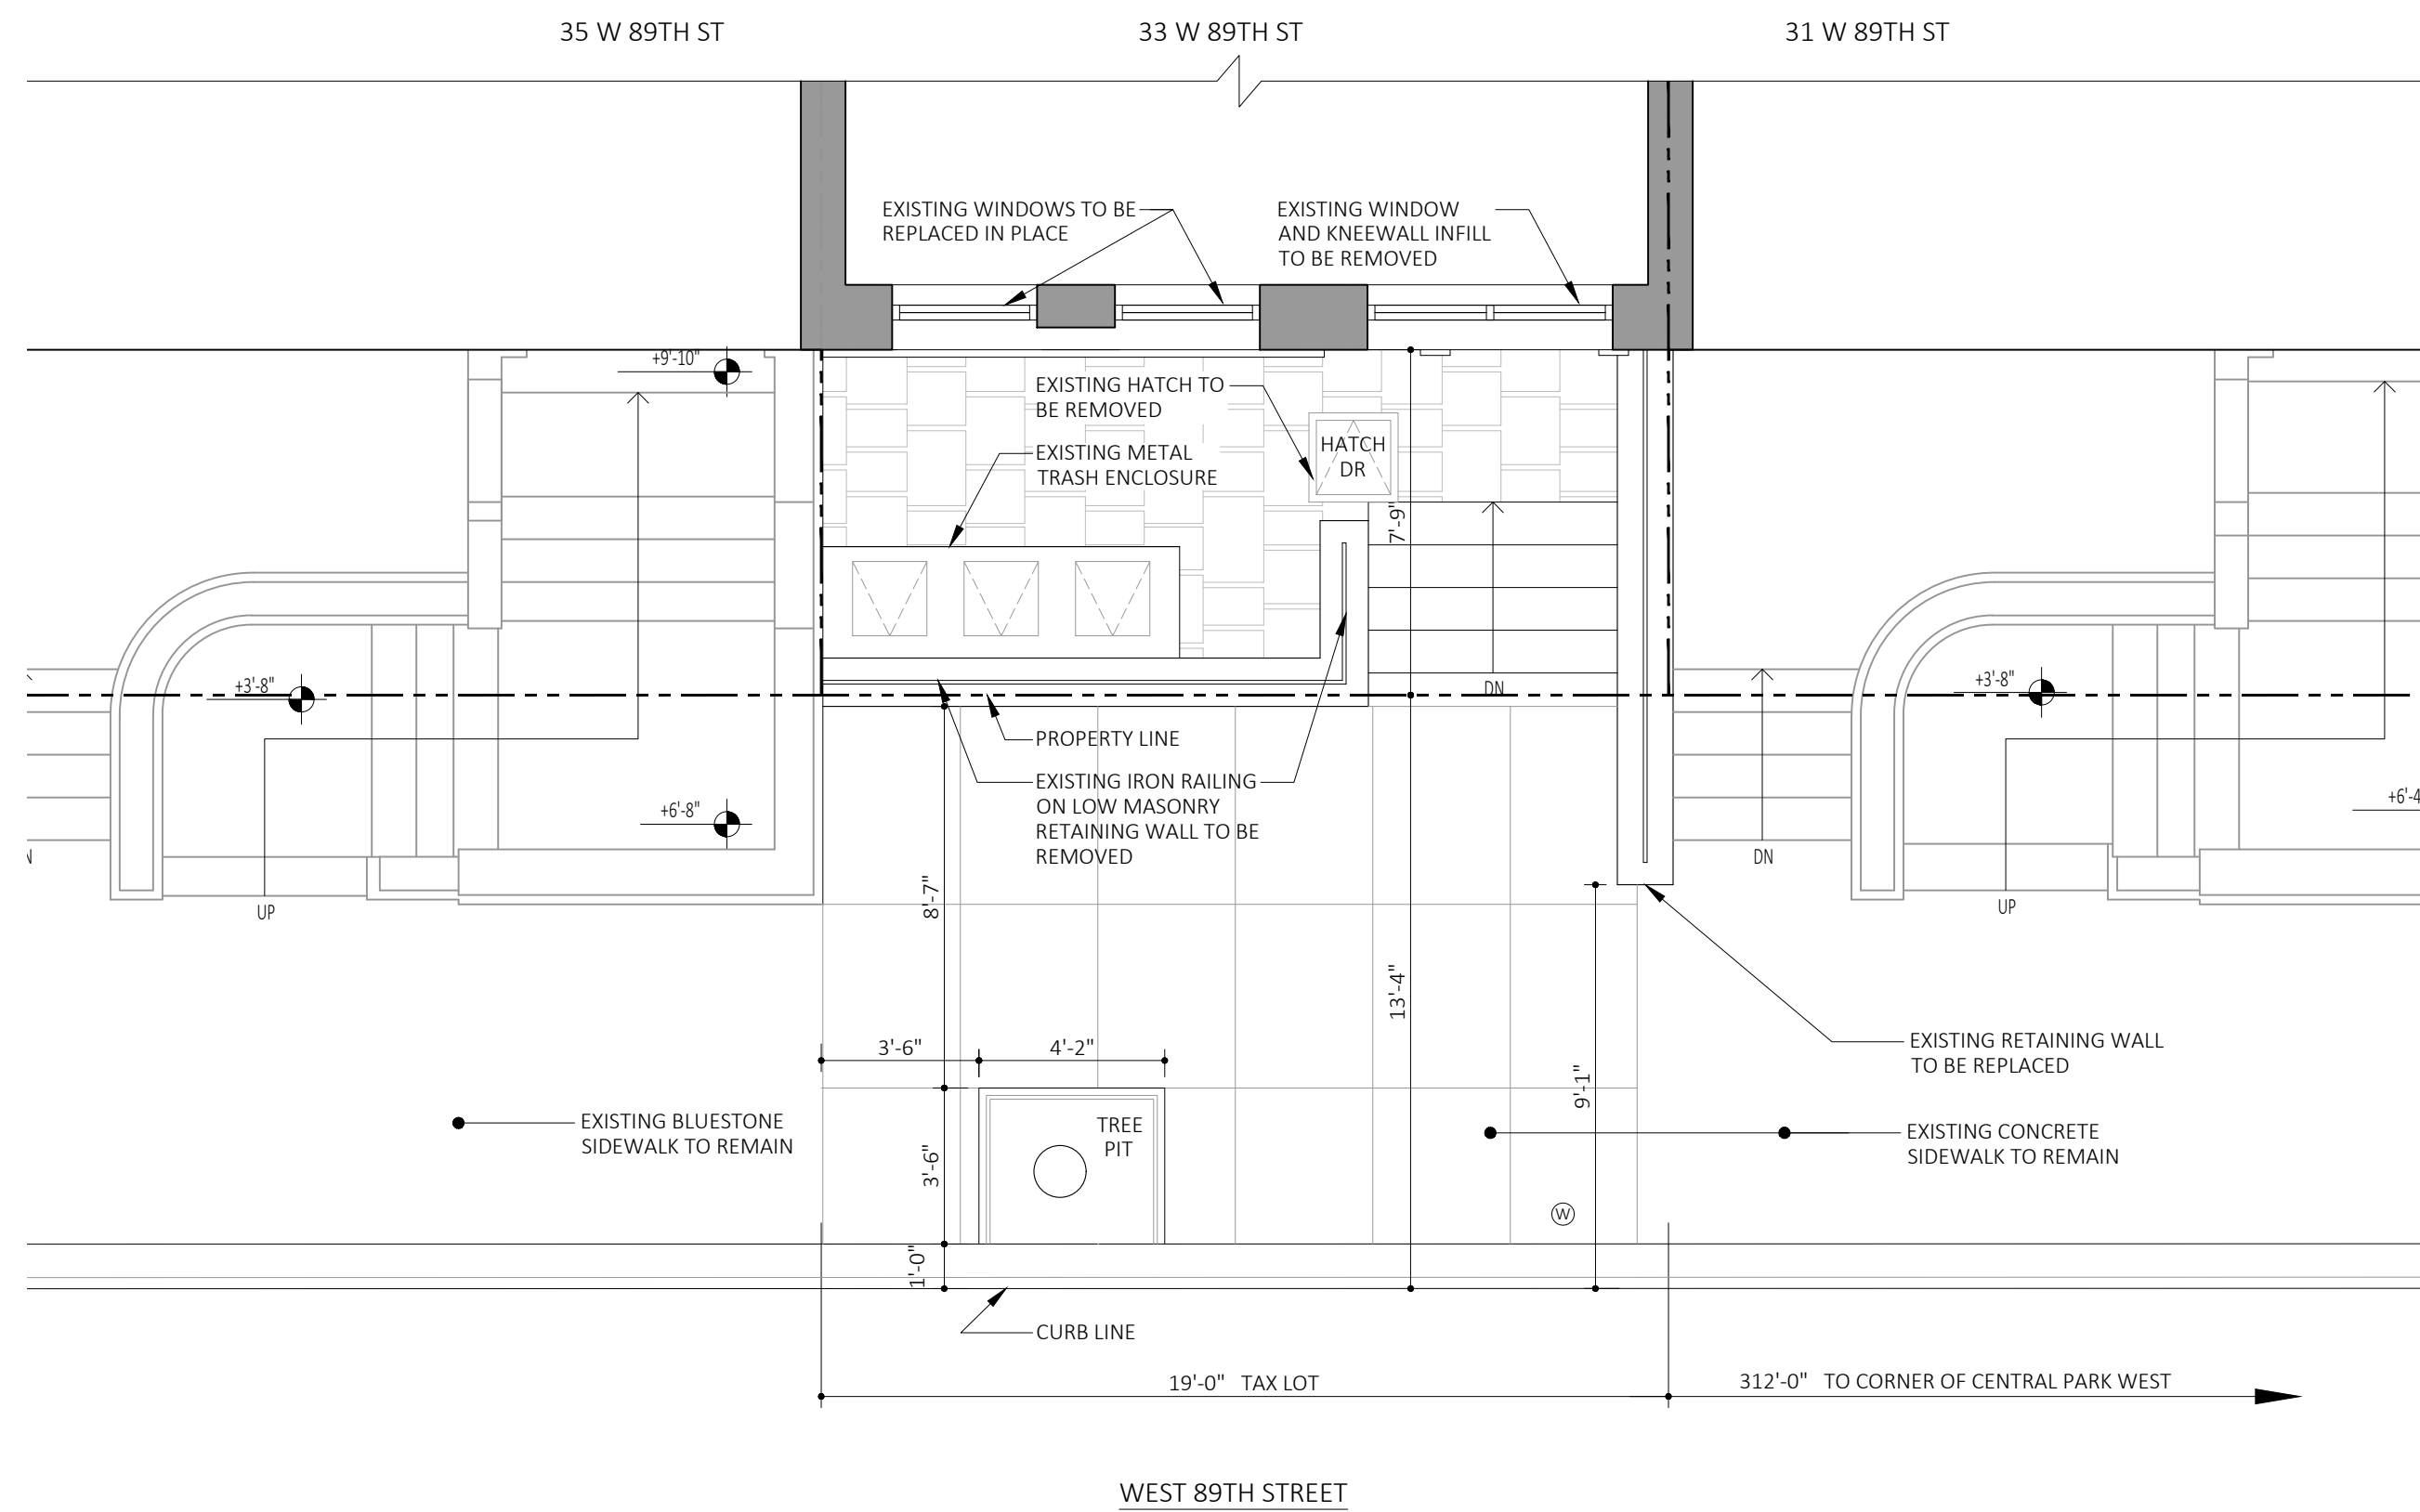 35 W 89TH ST
33 W 89TH ST
31 W 89TH ST
EXISTING WINDOWS TO BE
REPLACED IN PLACE
EXISTING WINDOW
AND KNEEWALL INFILL
TO BE REMOVED
+9'-10"
EXISTING HATCH TO
BE REMOVED
HATCH
DR
EXISTING METAL
TRASH ENCLOSURE
7'-9"
+3'-8"
DN
+3'-8"
PROPERTY LINE
EXISTING IRON RAILING
ON LOW MASONRY
RETAINING WALL TO BE
REMOVED
+6'-8"
+6'-4
DN
UP
8'-7"
UP
13'-4"
3'-6"
4'-2"
EXISTING RETAINING WALL
TO BE REPLACED
9'-1"
EXISTING BLUESTONE
SIDEWALK TO REMAIN
TREE
PIT
3'-6"
EXISTING CONCRETE
SIDEWALK TO REMAIN
W
1'-0"
CURB LINE
19'-0" TAX LOT
312'-0" TO CORNER OF CENTRAL PARK WEST
WEST 89TH STREET